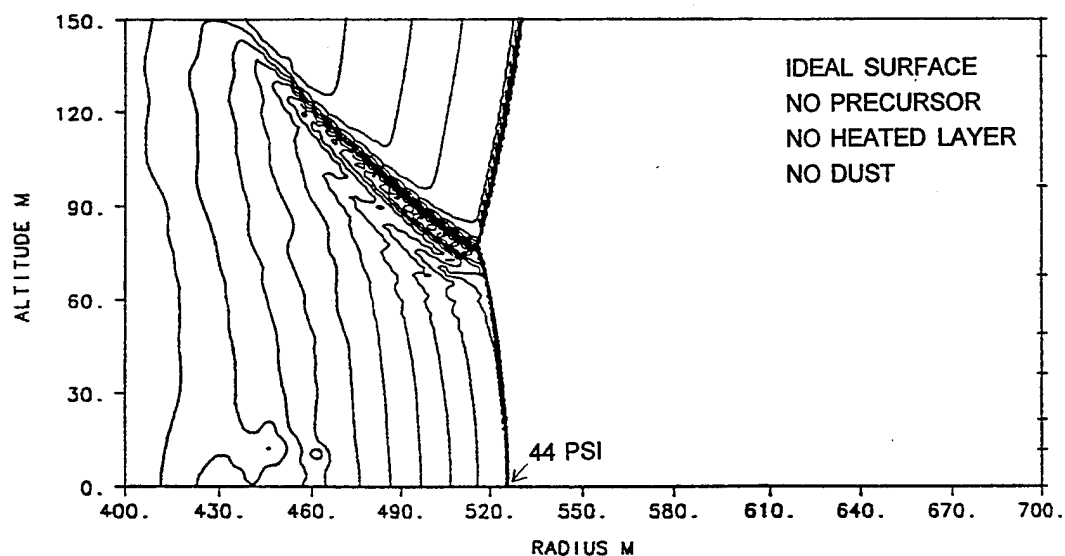 150.
120.
90.
60.
30.
0.
ALTITUDE M
IDEAL SURFACE
NO PRECURSOR
NO HEATED LAYER
NO DUST
44 PSI
400. 430. 460. 490. 520. 550. 580. 610. 640. 670. 700.
RADIUS M